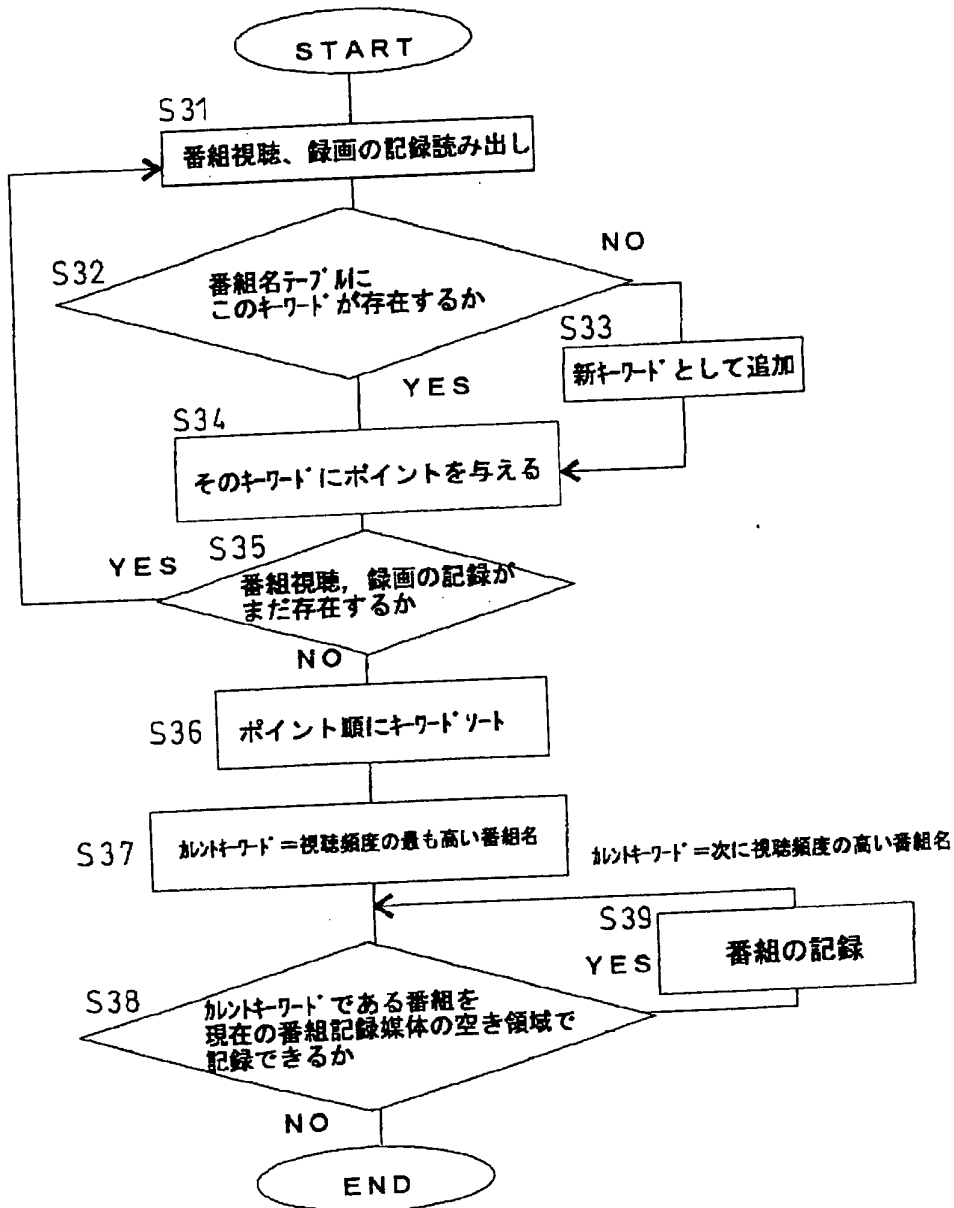 START
S31
番組視聴、録画の記録読み出し
S32
番組名テーブルに
このキーワードが存在するか
NO
S33
新キーワードとして追加
YES
S34
そのキーワードにポイントを与える
S35
YES
番組視聴，録画の記録が
まだ存在するか
NO
S36
ポイント順にキーワードソート
S37
カレントキーワード＝視聴頻度の最も高い番組名
カレントキーワード＝次に視聴頻度の高い番組名
S39
番組の記録
YES
S38
カレントキーワードである番組を
現在の番組記録媒体の空き領域で
記録できるか
NO
END